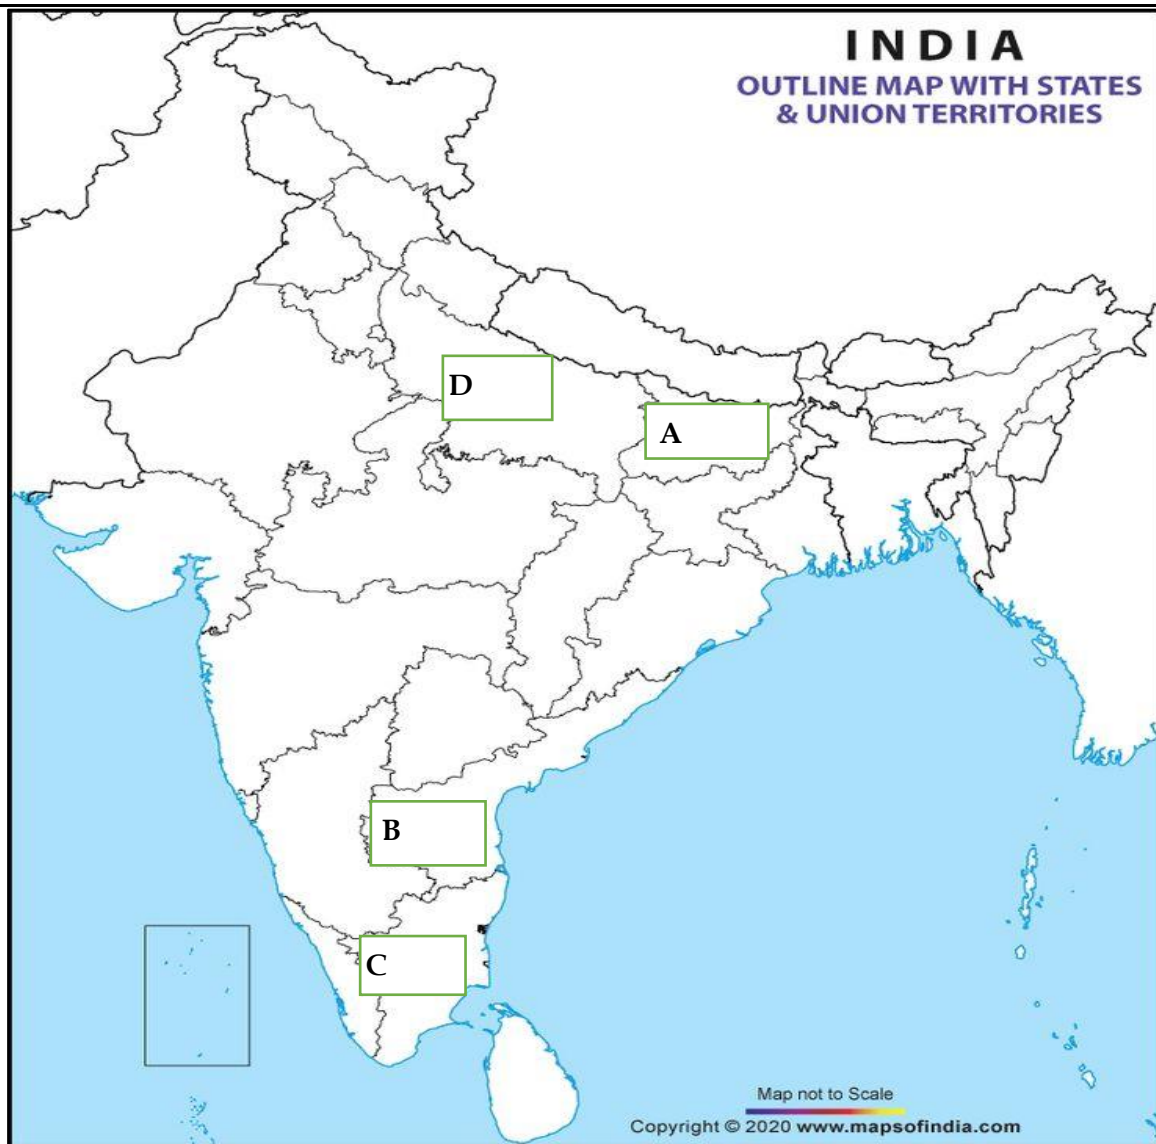 INDIA
OUTLINE MAP WITH STATES
& UNION TERRITORIES
D
A
B
C
Map not to Scale
Copyright © 2020 www.mapsofindia.com